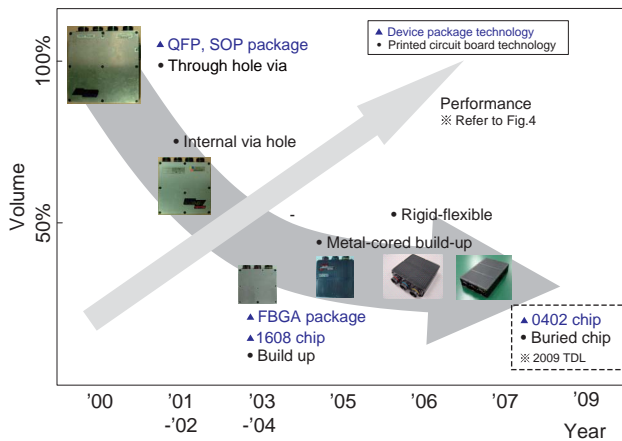 ▲ QFP, SOP package
● Through hole via
▲ Device package technology
● Printed circuit board technology
100%
Performance
※ Refer to Fig.4
● Internal via hole
Volume
50%
-
● Rigid-flexible
● Metal-cored build-up
▲ FBGA package
▲ 1608 chip
● Build up
▲ 0402 chip
● Buried chip
※ 2009 TDL
'00 '01 '03 '05 '06 '07 '09
-'02 -'04
Year